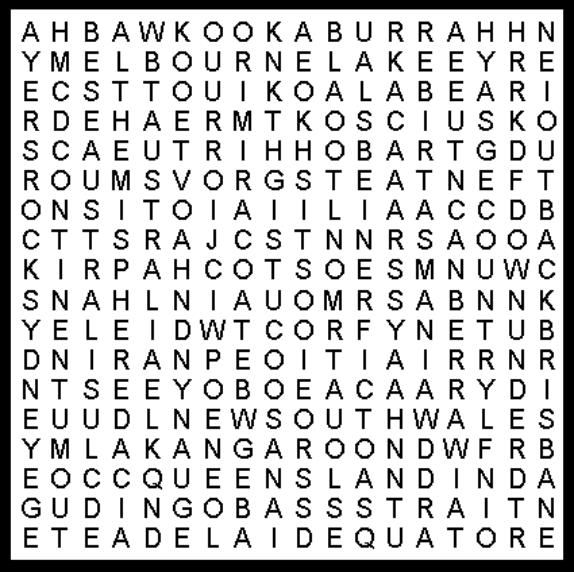 A H B A W K O O K A B U R R A H H N
Y M E L B O U R N E L A K E E Y R E
E C S T T O U I K O A L A B E A R I
R D E H A E R M T K O S C I U S K O
S C A E U T R I H H O B A R T G D U
R O U M S V O R G S T E A T N E F T
O N S I T O I A I I L I A A C C D B
C T T S R A J C S T N N R S A O O A
K I R P A H C O T S O E S M N U W C
S N A H L N I A U O M R S A B N N K
Y E L E I D W T C O R F Y N E T U B
D N I R A N P E O I T I A I R R N R
N T S E E Y O B O E A C A A R Y D I
E U U D L N E W S O U T H W A L E S
Y M L A K A N G A R O O N D W F R B
E O C C Q U E E N S L A N D I N D A
G U D I N G O B A S S S T R A I T N
E T E A D E L A I D E Q U A T O R E